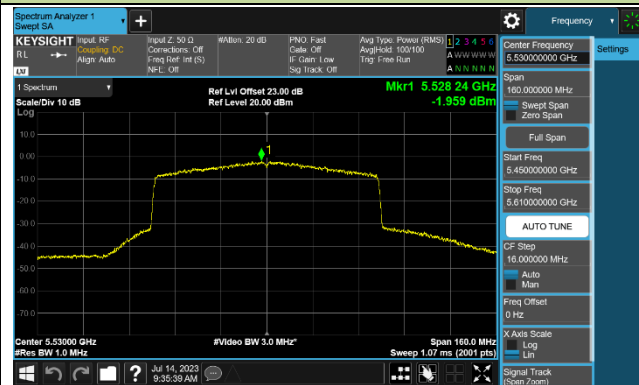 Spectrum Analyzer 1
Swept SA
Frequency
KEYSIGHT
Input: RF
Input Z: 50 Ω
#Atten: 20 dB
PNO: Fast
Avg Type: Power (RMS)
1 2 3 4 5 6
RL
Coupling: DC
Corrections: Off
Gate: Off
Avg|Hold: 100/100
A W W W W W
Align: Auto
Freq Ref: Int (S)
IF Gain: Low
Trig: Free Run
NFE: Off
Sig Track: Off
A N N N N N
LXI
1 Spectrum
Ref Lvl Offset 23.00 dB
Mkr1 5.528 24 GHz
Scale/Div 10 dB
Ref Level 20.00 dBm
-1.959 dBm
Log
10.0
0.00
-10.0
-20.0
-30.0
-40.0
-50.0
-60.0
-70.0
1
Center 5.53000 GHz
#Video BW 3.0 MHz*
Span 160.0 MHz
#Res BW 1.0 MHz
Sweep 1.07 ms (2001 pts)
Jul 14, 2023
9:35:39 AM
Center Frequency
5.530000000 GHz
Settings
Span
160.000000 MHz
Swept Span
Zero Span
Full Span
Start Freq
5.450000000 GHz
Stop Freq
5.610000000 GHz
AUTO TUNE
CF Step
16.000000 MHz
Auto
Man
Freq Offset
0 Hz
X Axis Scale
Log
Lin
Signal Track
(Span Zoom)